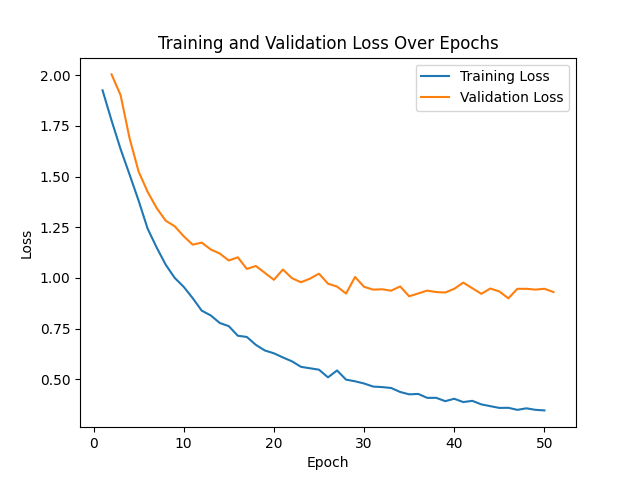 Training and Validation Loss Over Epochs
Training Loss
Validation Loss
2.00
1.75
1.50
1.25
1.00
0.75
0.50
Loss
0
10
20
30
40
50
Epoch